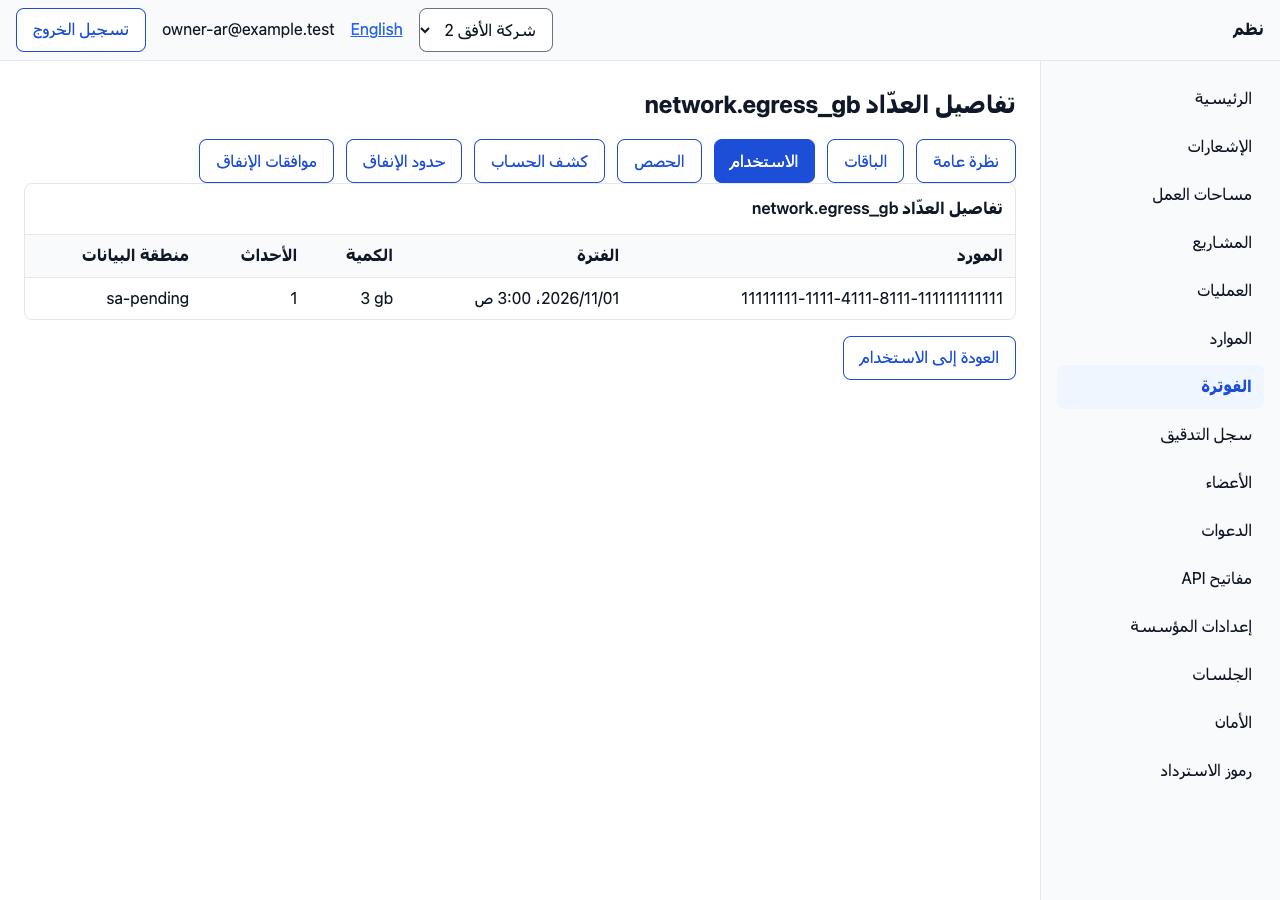 نظم
شركة الأفق 2
English
owner-ar@example.test
تسجيل الخروج
الرئيسية
الإشعارات
مساحات العمل
المشاريع
العمليات
الموارد
الفوترة
سجل التدقيق
الأعضاء
الدعوات
مفاتيح API
إعدادات المؤسسة
الجلسات
الأمان
رموز الاسترداد
تفاصيل العدّاد network.egress_gb
نظرة عامة
الباقات
الاستخدام
الحصص
كشف الحساب
حدود الإنفاق
موافقات الإنفاق
تفاصيل العدّاد network.egress_gb
المورد الفترة الكمية الأحداث منطقة البيانات
11111111-1111-4111-8111-111111111111 2026/11/01، 3:00 ص 3 gb 1 sa-pending
العودة إلى الاستخدام